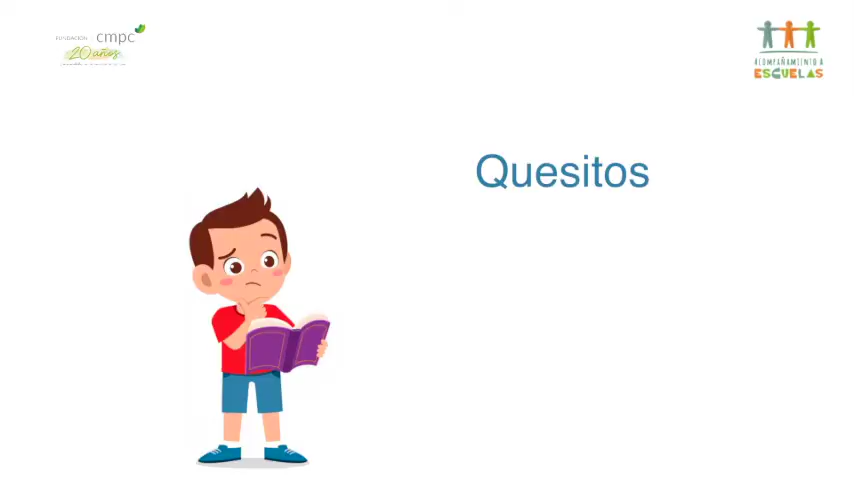 FUNDACIÓN cmpc
20 años
ACOMPAÑAMIENTO A
ESCUELAS
Quesitos